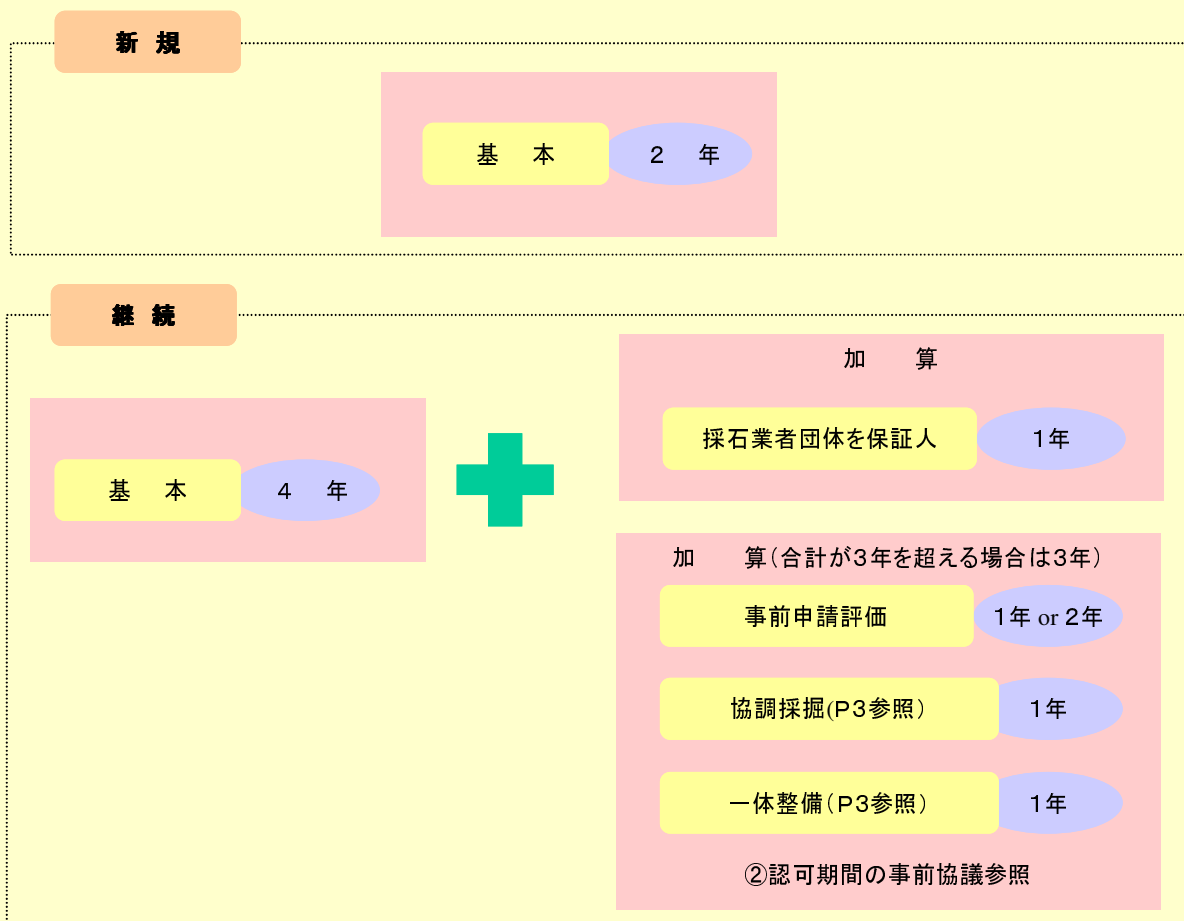 新 規
基 本 ２ 年
継 続
基 本 ４ 年
加 算
採石業者団体を保証人 １年
加 算（合計が３年を超える場合は３年）
事前申請評価 １年 or ２年
協調採掘(Ｐ３参照） １年
一体整備（Ｐ３参照） １年
②認可期間の事前協議参照